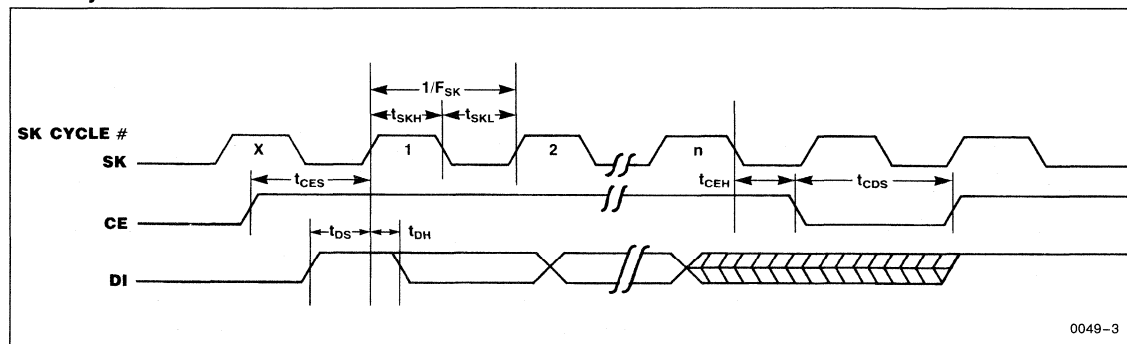 1/FSK
tSKH tSKL
SK CYCLE #
SK X 1 2 n
tCES tCEH tCDS
CE
tDS tDH
DI
0049-3